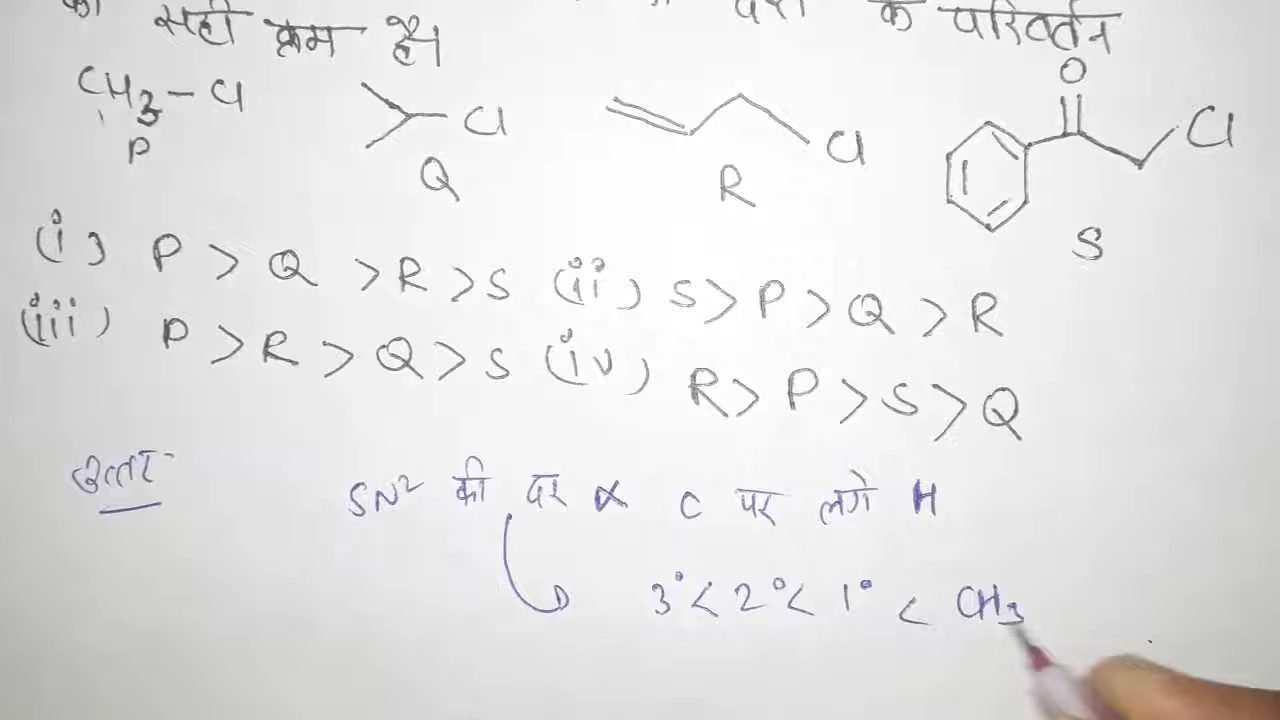 के परिवर्तन
सही क्रम है।
O
CH3-Cl Cl Cl Cl
P Q R S
(i) P > Q > R > S (ii) S > P > Q > R
(iii) P > R > Q > S (iv) R > P > S > Q
उत्तर-
SN² की दर ∝ C पर लगे H
3° < 2° < 1° < CH3